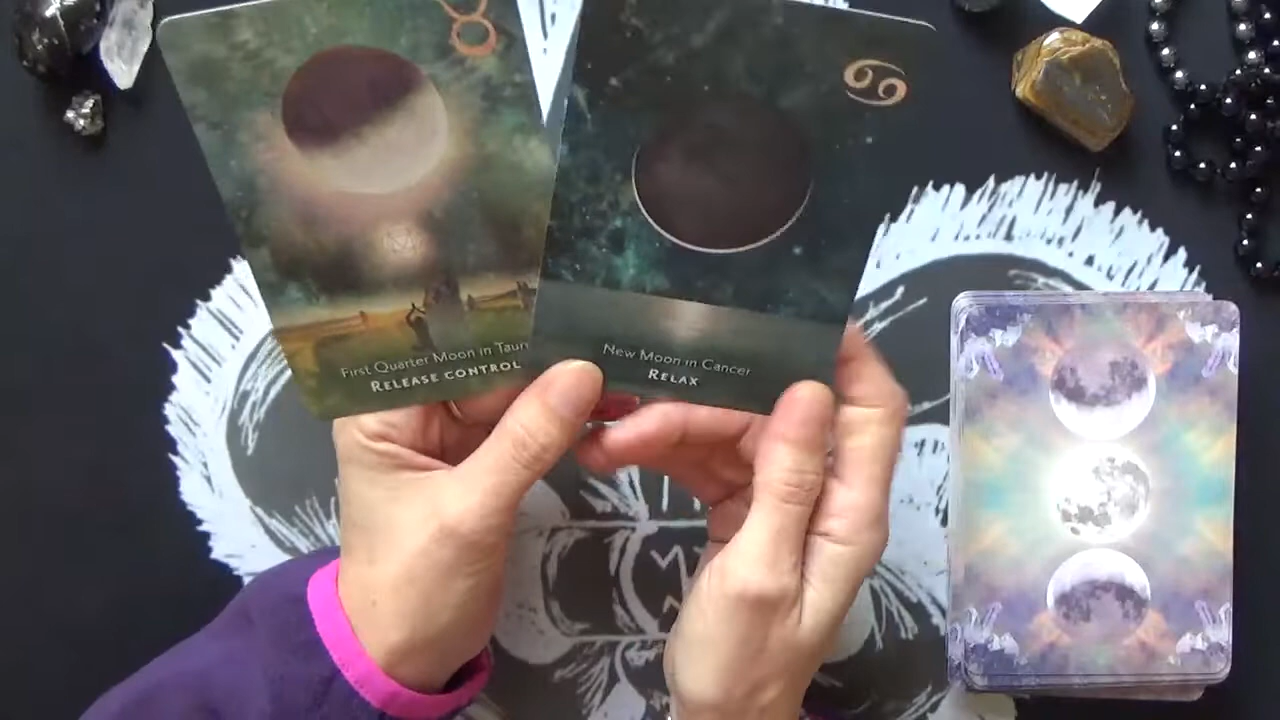 First Quarter Moon in Taur
RELEASE CONTROL
New Moon in Cancer
RELAX